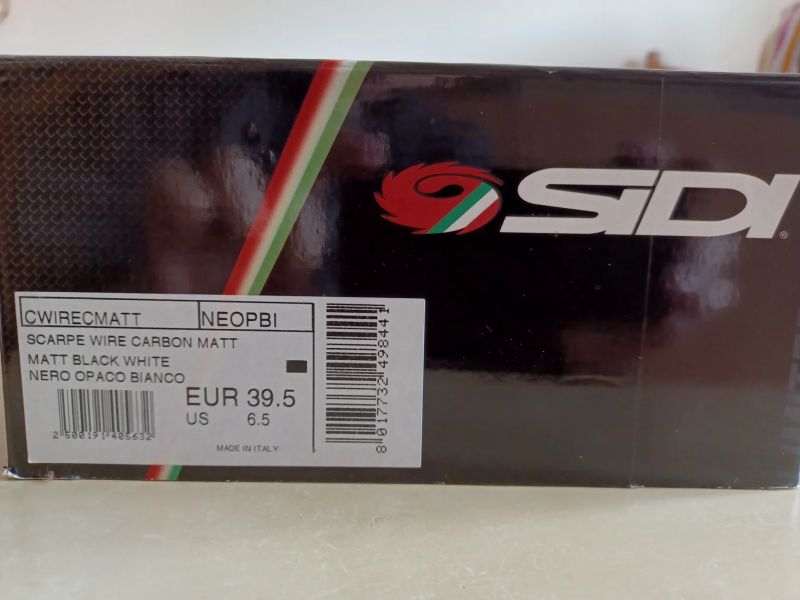 SiDI®
CWIRECMATT NEOPBI
SCARPE WIRE CARBON MATT
MATT BLACK WHITE
NERO OPACO BIANCO
EUR 39.5
US 6.5
2 500191 405632
MADE IN ITALY
8 017732 498441